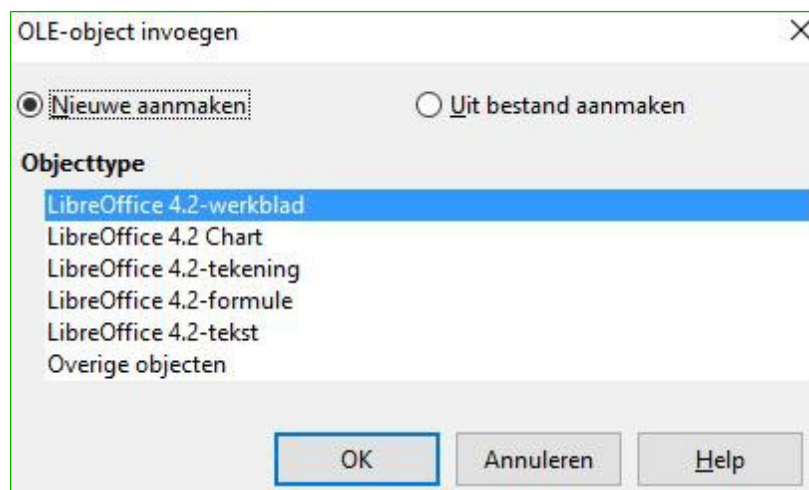 OLE-object invoegen
Nieuwe aanmaken Uit bestand aanmaken
Objecttype
LibreOffice 4.2-werkblad
LibreOffice 4.2 Chart
LibreOffice 4.2-tekening
LibreOffice 4.2-formule
LibreOffice 4.2-tekst
Overige objecten
OK Annuleren Help